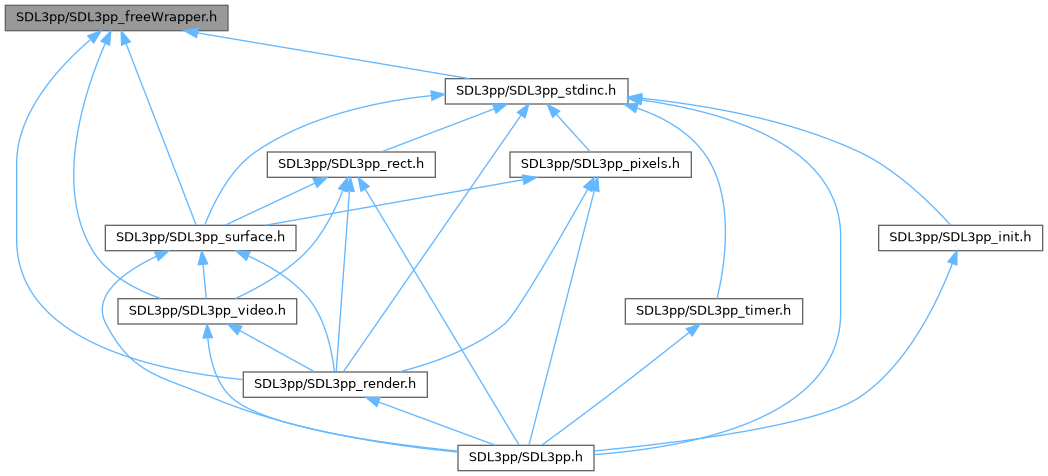 SDL3pp/SDL3pp_freeWrapper.h
SDL3pp/SDL3pp_stdinc.h
SDL3pp/SDL3pp_rect.h
SDL3pp/SDL3pp_pixels.h
SDL3pp/SDL3pp_surface.h
SDL3pp/SDL3pp_init.h
SDL3pp/SDL3pp_video.h
SDL3pp/SDL3pp_timer.h
SDL3pp/SDL3pp_render.h
SDL3pp/SDL3pp.h